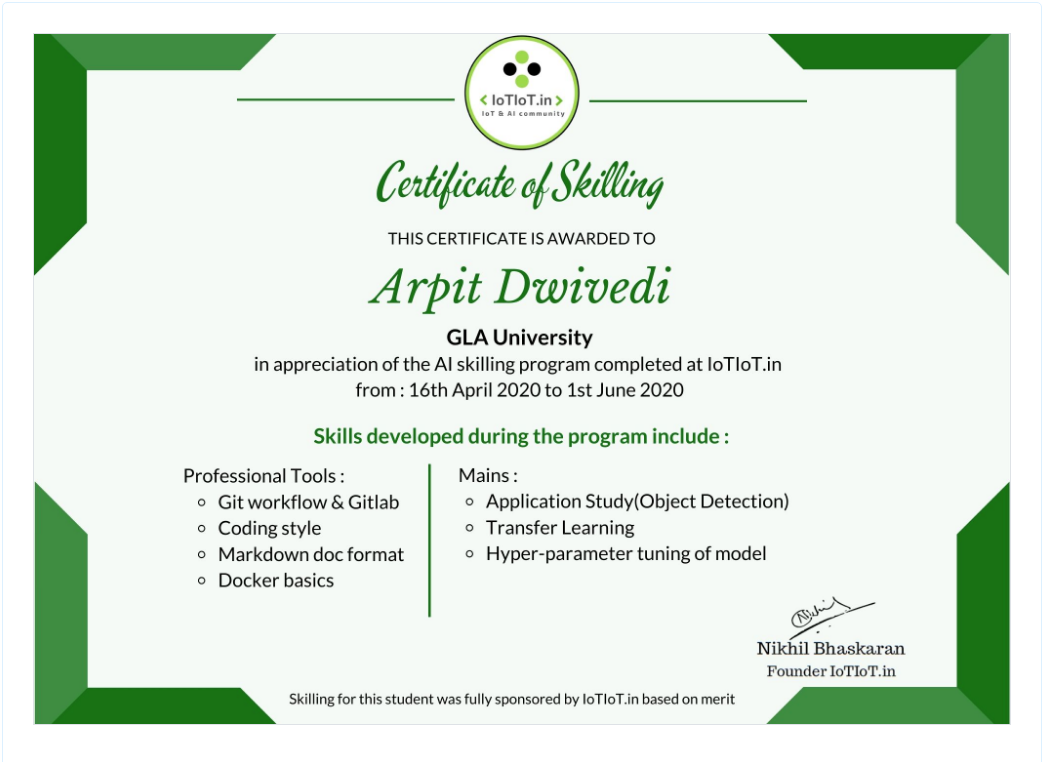 < IoTIoT.in >
IoT & AI community
Certificate of Skilling
THIS CERTIFICATE IS AWARDED TO
Arpit Dwivedi
GLA University
in appreciation of the AI skilling program completed at IoTIoT.in
from : 16th April 2020 to 1st June 2020
Skills developed during the program include :
Professional Tools :
Git workflow & Gitlab
Coding style
Markdown doc format
Docker basics
Mains :
Application Study(Object Detection)
Transfer Learning
Hyper-parameter tuning of model
Nikhil
Nikhil Bhaskaran
Founder IoTIoT.in
Skilling for this student was fully sponsored by IoTIoT.in based on merit